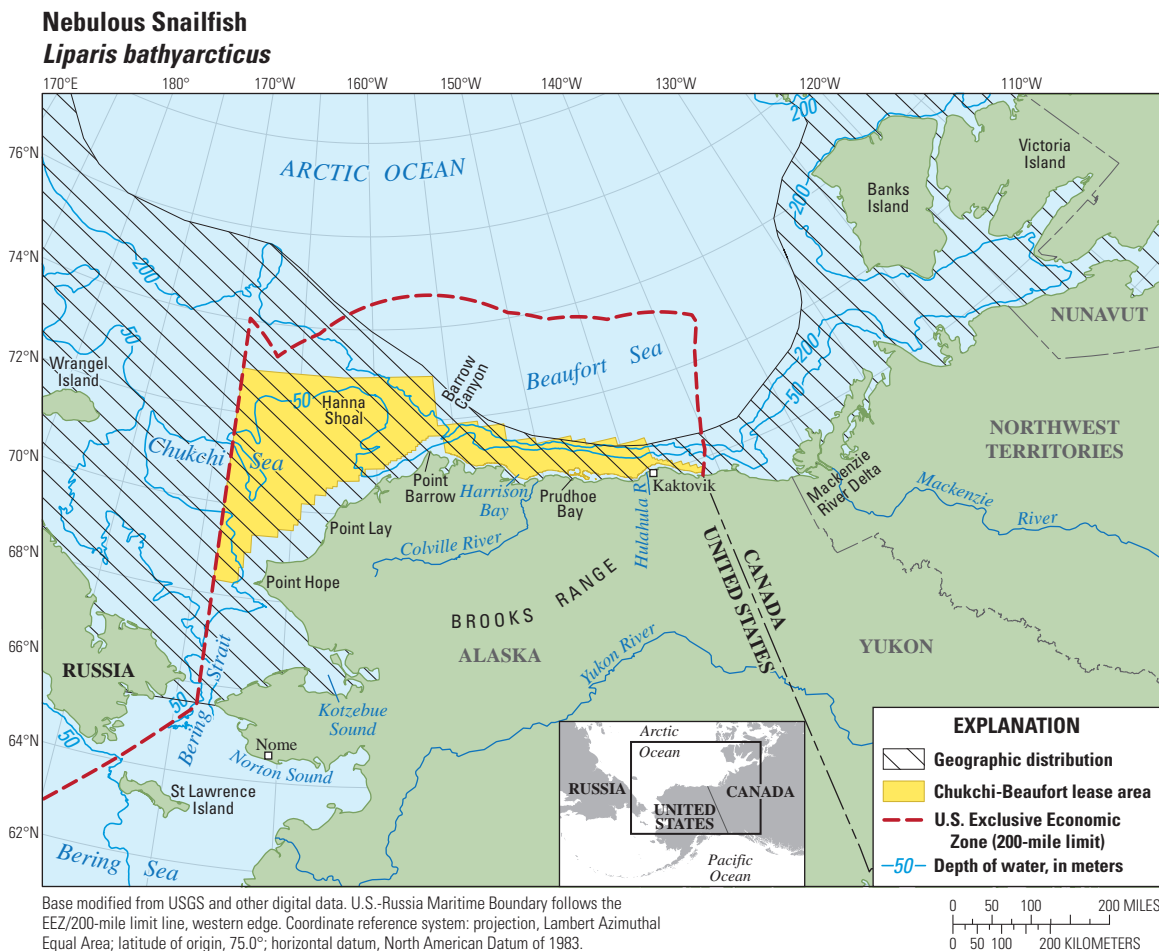 Nebulous Snailfish
Liparis bathyarcticus
170°E 180° 170°W 160°W 150°W 140°W 130°W 120°W 110°W
76°N
74°N
72°N
70°N
68°N
66°N
64°N
62°N
ARCTIC OCEAN
200
200
Banks
Island
Victoria
Island
200
200
50
50
Wrangel
Island
Chukchi Sea
50
Hanna
Shoal
Barrow
Canyon
Beaufort Sea
NUNAVUT
NORTHWEST
TERRITORIES
Point
Barrow
Harrison
Bay
Prudhoe
Bay
Hulahula R.
Kaktovik
Mackenzie
River Delta
Mackenzie
River
Point Lay
Colville River
Point Hope
BROOKS RANGE
ALASKA
CANADA
UNITED STATES
YUKON
Yukon River
RUSSIA
Bering Strait
50
50
Kotzebue
Sound
Nome
Norton Sound
St Lawrence
Island
Bering Sea
Arctic
Ocean
RUSSIA
UNITED
STATES
CANADA
Pacific
Ocean
EXPLANATION
Geographic distribution
Chukchi-Beaufort lease area
U.S. Exclusive Economic
Zone (200-mile limit)
50 Depth of water, in meters
Base modified from USGS and other digital data. U.S.-Russia Maritime Boundary follows the
EEZ/200-mile limit line, western edge. Coordinate reference system: projection, Lambert Azimuthal
Equal Area; latitude of origin, 75.0°; horizontal datum, North American Datum of 1983.
0 50 100 200 MILES
0 50 100 200 KILOMETERS